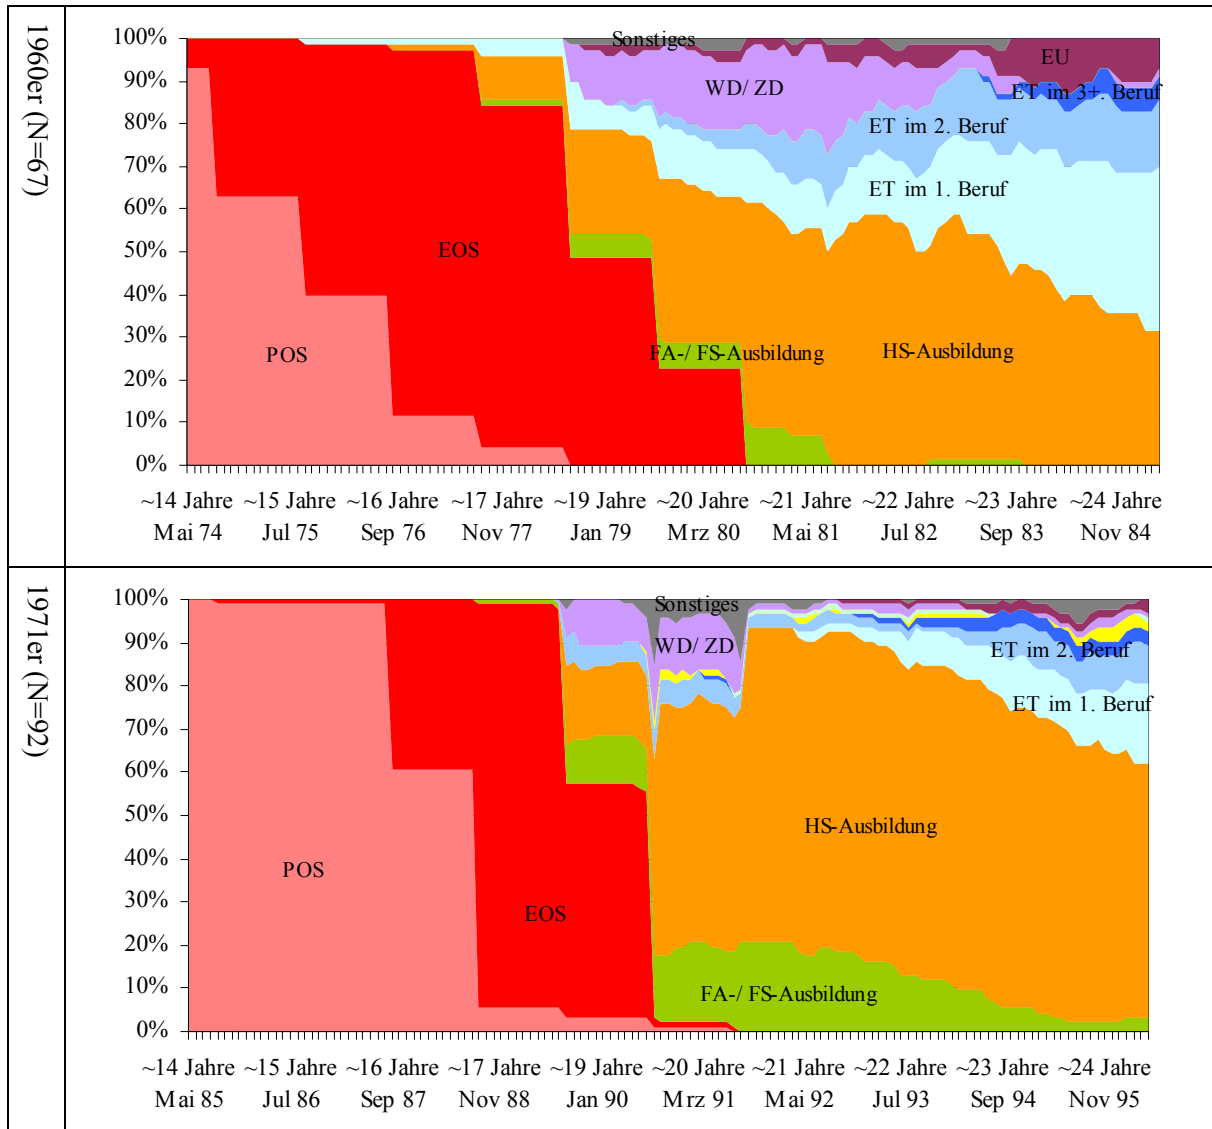 1960er (N=67)
100%
90%
80%
70%
60%
50%
40%
30%
20%
10%
0%
Sonstiges
EU
WD/ ZD
ET im 3+. Beruf
ET im 2. Beruf
ET im 1. Beruf
EOS
POS
FA-/ FS-Ausbildung
HS-Ausbildung
~14 Jahre ~15 Jahre ~16 Jahre ~17 Jahre ~19 Jahre ~20 Jahre ~21 Jahre ~22 Jahre ~23 Jahre ~24 Jahre
Mai 74 Jul 75 Sep 76 Nov 77 Jan 79 Mrz 80 Mai 81 Jul 82 Sep 83 Nov 84
1971er (N=92)
100%
90%
80%
70%
60%
50%
40%
30%
20%
10%
0%
Sonstiges
WD/ ZD
ET im 2. Beruf
ET im 1. Beruf
HS-Ausbildung
POS
EOS
FA-/ FS-Ausbildung
~14 Jahre ~15 Jahre ~16 Jahre ~17 Jahre ~19 Jahre ~20 Jahre ~21 Jahre ~22 Jahre ~23 Jahre ~24 Jahre
Mai 85 Jul 86 Sep 87 Nov 88 Jan 90 Mrz 91 Mai 92 Jul 93 Sep 94 Nov 95